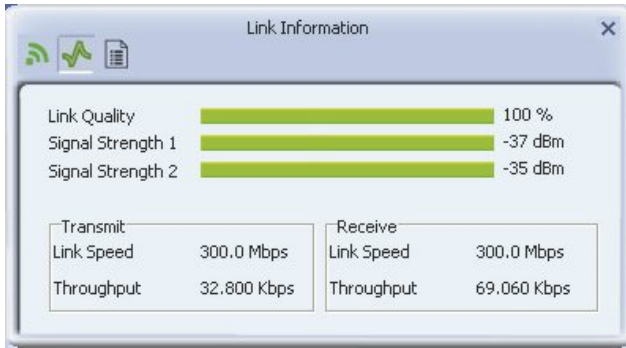 Link Information
Link Quality 100 %
Signal Strength 1 -37 dBm
Signal Strength 2 -35 dBm
Transmit Receive
Link Speed 300.0 Mbps Link Speed 300.0 Mbps
Throughput 32.800 Kbps Throughput 69.060 Kbps